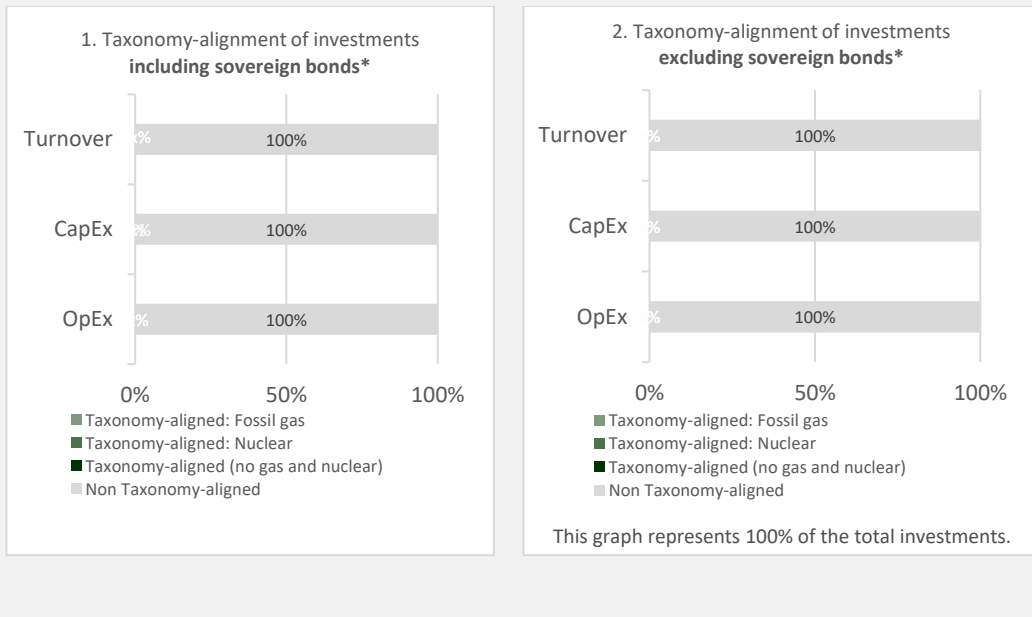 1. Taxonomy-alignment of investments
including sovereign bonds*
Turnover
100%
CapEx
100%
OpEx
100%
0% 50% 100%
Taxonomy-aligned: Fossil gas
Taxonomy-aligned: Nuclear
Taxonomy-aligned (no gas and nuclear)
Non Taxonomy-aligned
2. Taxonomy-alignment of investments
excluding sovereign bonds*
Turnover
100%
CapEx
100%
OpEx
100%
0% 50% 100%
Taxonomy-aligned: Fossil gas
Taxonomy-aligned: Nuclear
Taxonomy-aligned (no gas and nuclear)
Non Taxonomy-aligned
This graph represents 100% of the total investments.